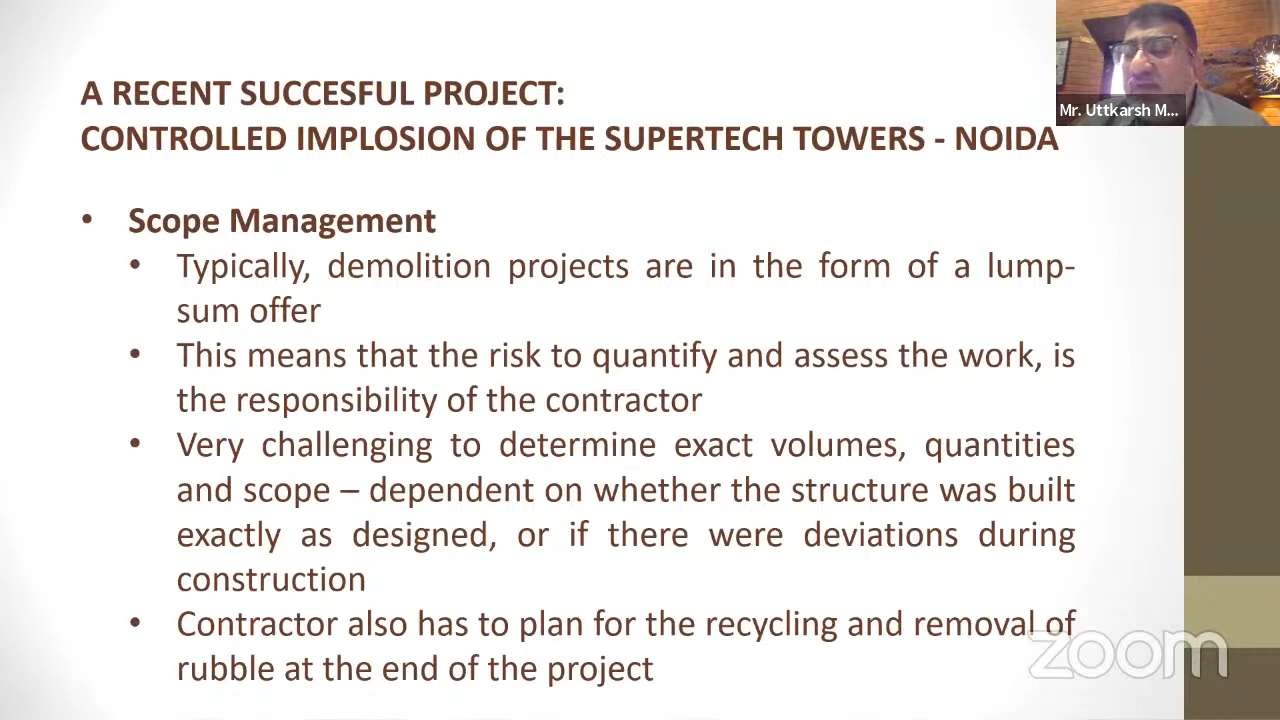 A RECENT SUCCESFUL PROJECT:
CONTROLLED IMPLOSION OF THE SUPERTECH TOWERS - NOIDA
Mr. Uttkarsh M...
• Scope Management
• Typically, demolition projects are in the form of a lump-
sum offer
• This means that the risk to quantify and assess the work, is
the responsibility of the contractor
• Very challenging to determine exact volumes, quantities
and scope – dependent on whether the structure was built
exactly as designed, or if there were deviations during
construction
• Contractor also has to plan for the recycling and removal of
rubble at the end of the project
zoom